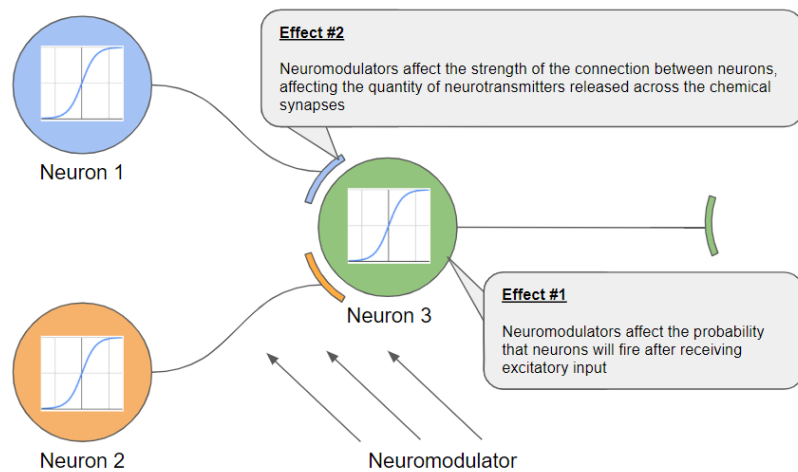 Effect #2
Neuromodulators affect the strength of the connection between neurons,
affecting the quantity of neurotransmitters released across the chemical
synapses
Neuron 1
Neuron 3
Effect #1
Neuromodulators affect the probability
that neurons will fire after receiving
excitatory input
Neuron 2
Neuromodulator